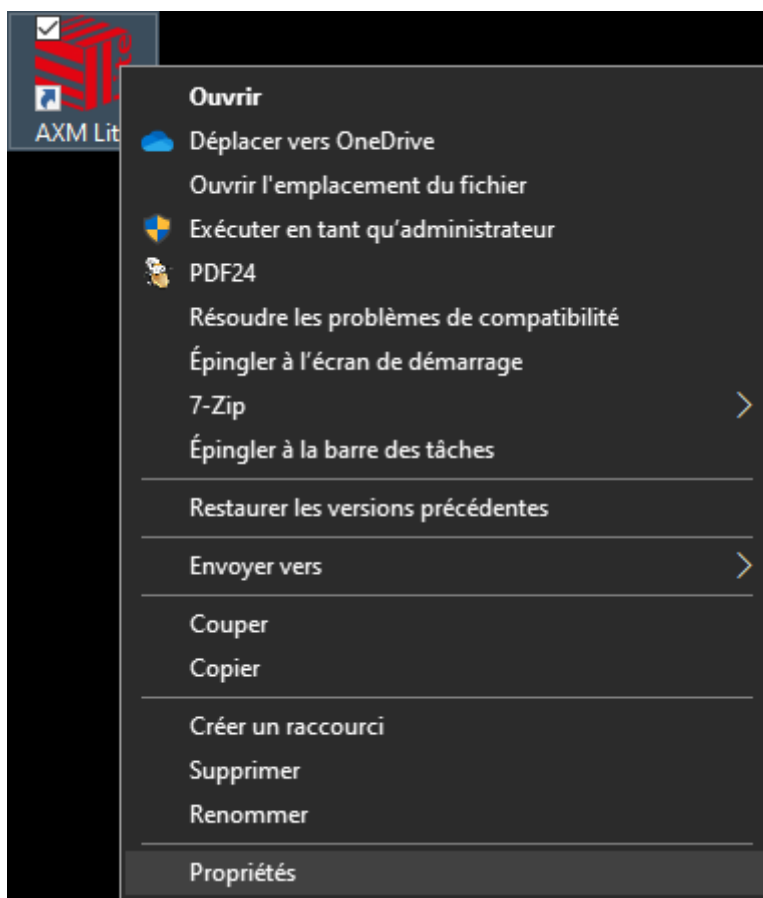 AXM Lit
Ouvrir
Déplacer vers OneDrive
Ouvrir l'emplacement du fichier
Exécuter en tant qu’administrateur
PDF24
Résoudre les problèmes de compatibilité
Épingler à l’écran de démarrage
7-Zip
Épingler à la barre des tâches
Restaurer les versions précédentes
Envoyer vers
Couper
Copier
Créer un raccourci
Supprimer
Renommer
Propriétés